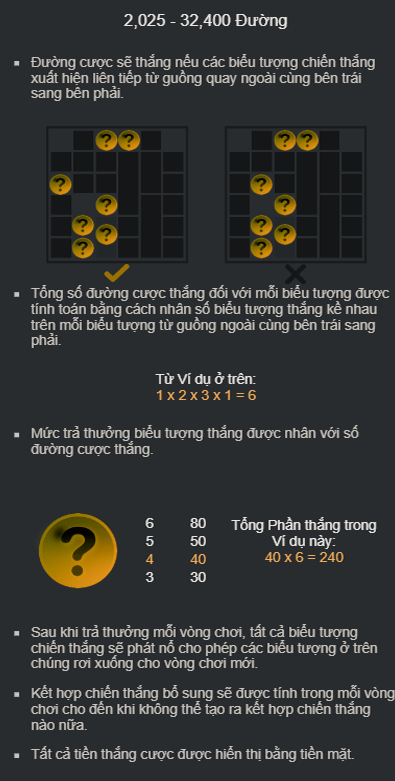 2,025 - 32,400 Đường
Đường cược sẽ thắng nếu các biểu tượng chiến thắng
xuất hiện liên tiếp từ guồng quay ngoài cùng bên trái
sang bên phải.
? ?
?
?
?
?
?
? ?
?
?
?
?
?
Tổng số đường cược thắng đối với mỗi biểu tượng được
tính toán bằng cách nhân số biểu tượng thắng kề nhau
trên mỗi biểu tượng từ guồng ngoài cùng bên trái sang
phải.
Từ Ví dụ ở trên:
1 x 2 x 3 x 1 = 6
Mức trả thưởng biểu tượng thắng được nhân với số
đường cược thắng.
?
6 80
5 50
4 40
3 30
Tổng Phần thắng trong
Ví dụ này:
40 x 6 = 240
Sau khi trả thưởng mỗi vòng chơi, tất cả biểu tượng
chiến thắng sẽ phát nổ cho phép các biểu tượng ở trên
chúng rơi xuống cho vòng chơi mới.
Kết hợp chiến thắng bổ sung sẽ được tính trong mỗi vòng
chơi cho đến khi không thể tạo ra kết hợp chiến thắng
nào nữa.
Tất cả tiền thắng cược được hiển thị bằng tiền mặt.